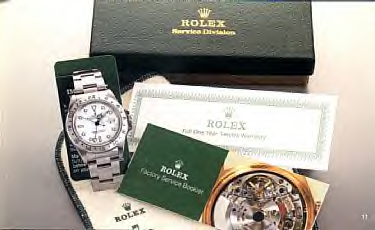 ROLEX
Service Division
ROLEX
Full One Year Service Warranty
ROLEX
Factory Service Booklet
ROLEX
11